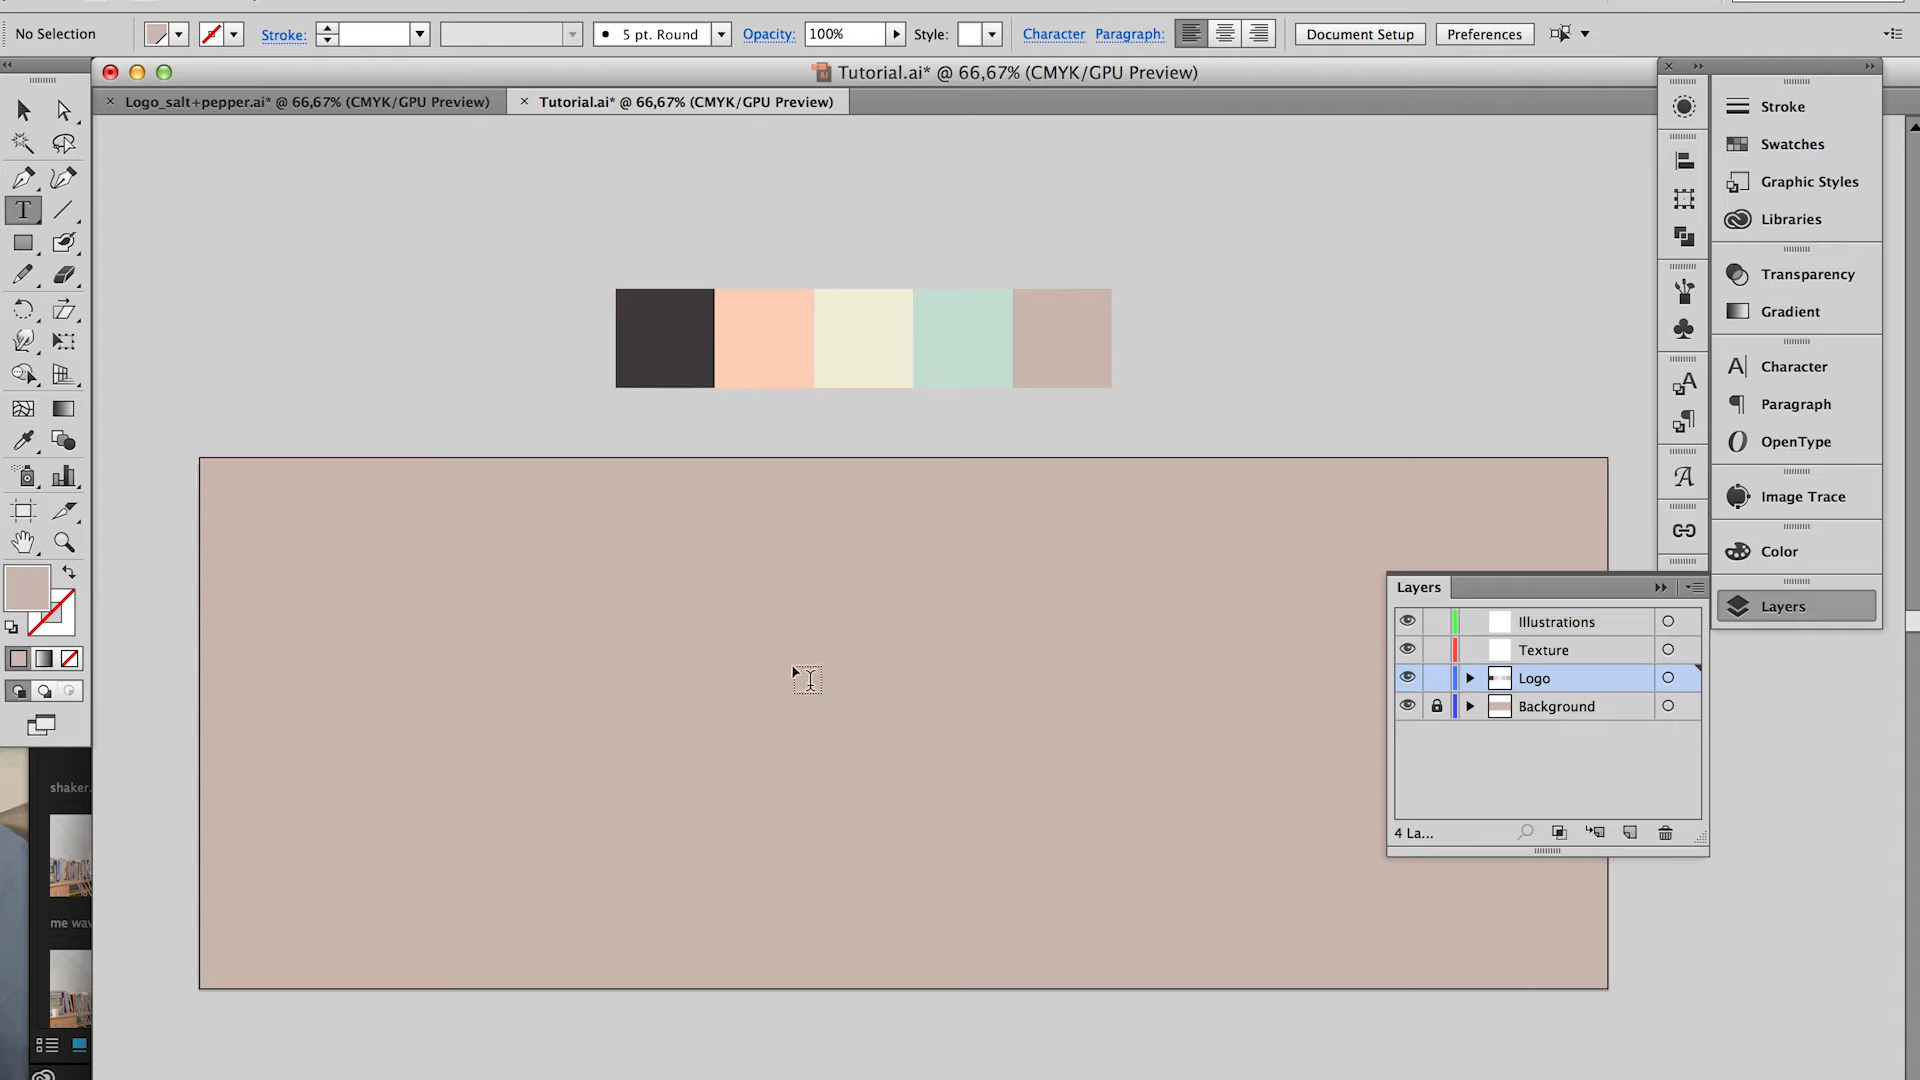 No Selection
Stroke:
5 pt. Round
Opacity:
100%
Style:
Character
Paragraph:
Document Setup
Preferences
Tutorial.ai* @ 66,67% (CMYK/GPU Preview)
× Logo_salt+pepper.ai* @ 66,67% (CMYK/GPU Preview)
× Tutorial.ai* @ 66,67% (CMYK/GPU Preview)
Stroke
Swatches
Graphic Styles
Libraries
Transparency
Gradient
Character
Paragraph
OpenType
Image Trace
Color
Layers
Layers
Illustrations
Texture
Logo
Background
4 La...
shaker.
me wav